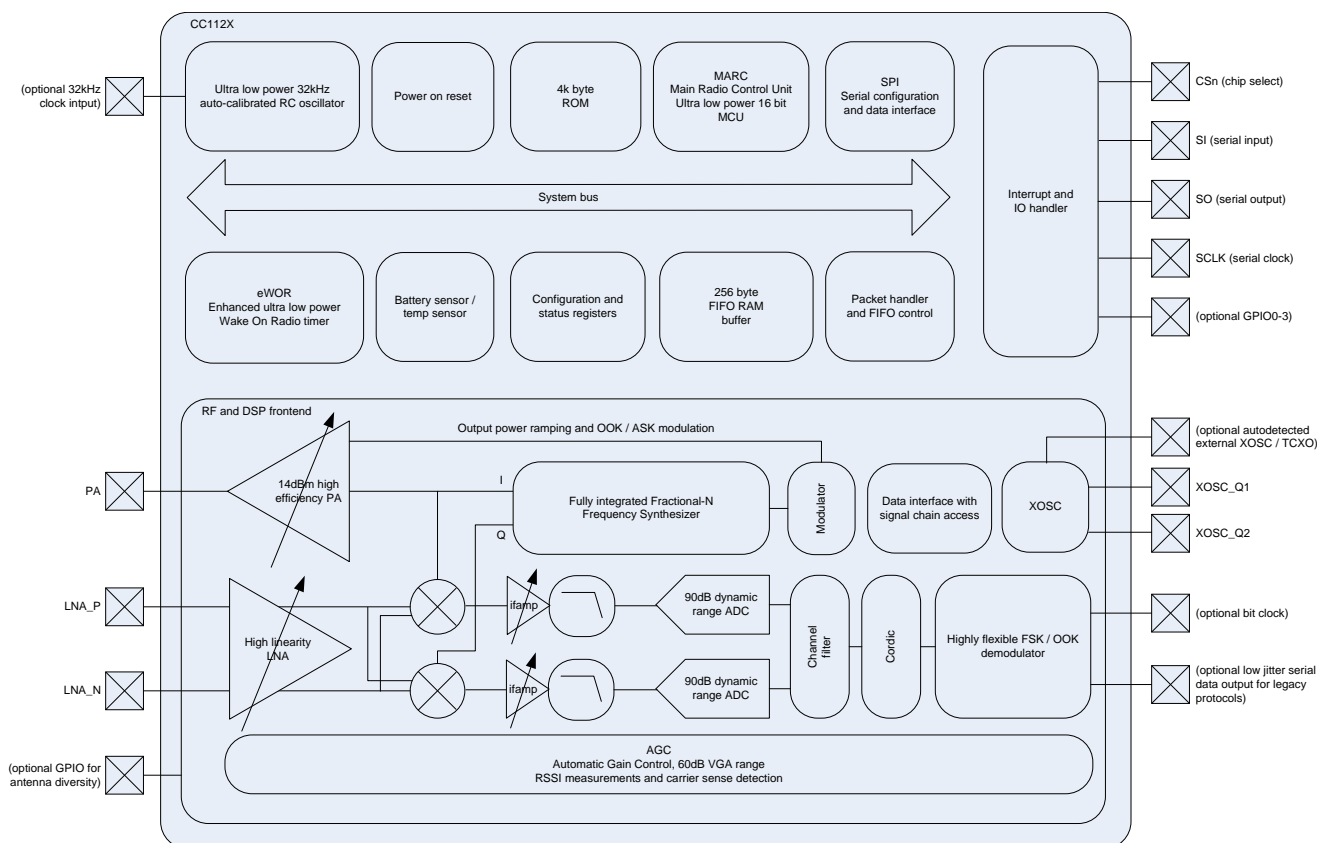 CC112X
(optional 32kHz
clock intput)
Ultra low power 32kHz
auto-calibrated RC oscillator
Power on reset
4k byte
ROM
MARC
Main Radio Control Unit
Ultra low power 16 bit
MCU
SPI
Serial configuration
and data interface
Interrupt and
IO handler
CSn (chip select)
SI (serial input)
SO (serial output)
SCLK (serial clock)
(optional GPIO0-3)
System bus
eWOR
Enhanced ultra low power
Wake On Radio timer
Battery sensor /
temp sensor
Configuration and
status registers
256 byte
FIFO RAM
buffer
Packet handler
and FIFO control
RF and DSP frontend
Output power ramping and OOK / ASK modulation
(optional autodetected
external XOSC / TCXO)
PA
14dBm high
efficiency PA
I
Q
Fully integrated Fractional-N
Frequency Synthesizer
Modulator
Data interface with
signal chain access
XOSC
XOSC_Q1
XOSC_Q2
LNA_P
LNA_N
High linearity
LNA
ifamp
90dB dynamic
range ADC
ifamp
90dB dynamic
range ADC
Channel
filter
Cordic
Highly flexible FSK / OOK
demodulator
(optional bit clock)
(optional low jitter serial
data output for legacy
protocols)
(optional GPIO for
antenna diversity)
AGC
Automatic Gain Control, 60dB VGA range
RSSI measurements and carrier sense detection